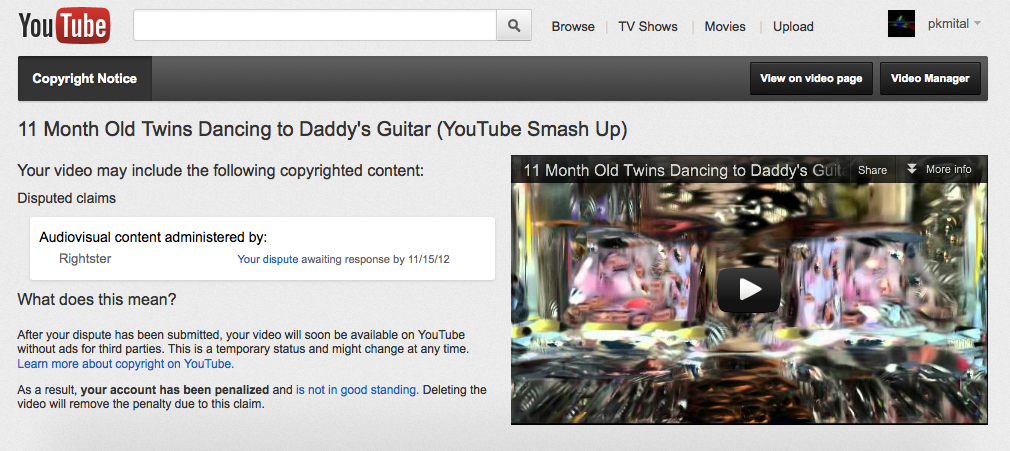 YouTube
Browse
TV Shows
Movies
Upload
pkmital
Copyright Notice
View on video page
Video Manager
11 Month Old Twins Dancing to Daddy's Guitar (YouTube Smash Up)
Your video may include the following copyrighted content:
Disputed claims
Audiovisual content administered by:
Rightster
Your dispute awaiting response by 11/15/12
What does this mean?
After your dispute has been submitted, your video will soon be available on YouTube
without ads for third parties. This is a temporary status and might change at any time.
Learn more about copyright on YouTube.
As a result, your account has been penalized and is not in good standing. Deleting the
video will remove the penalty due to this claim.
11 Month Old Twins Dancing to Daddy's Guita
Share
More info